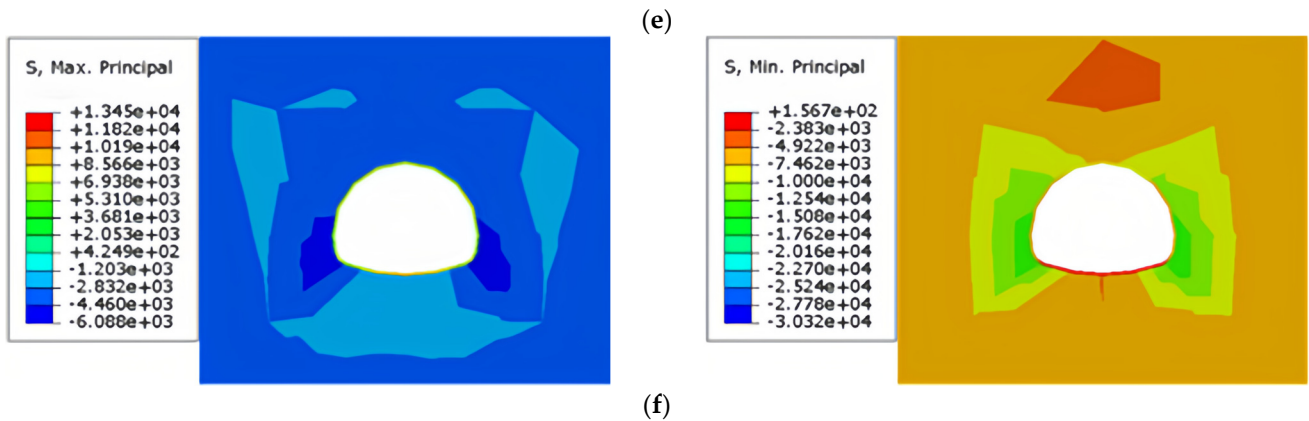 (e)
S, Max. Principal
+1.345e+04
+1.182e+04
+1.019e+04
+8.566e+03
+6.938e+03
+5.310e+03
+3.681e+03
+2.053e+03
+4.249e+02
-1.203e+03
-2.832e+03
-4.460e+03
-6.088e+03
S, Min. Principal
+1.567e+02
-2.383e+03
-4.922e+03
-7.462e+03
-1.000e+04
-1.254e+04
-1.508e+04
-1.762e+04
-2.016e+04
-2.270e+04
-2.524e+04
-2.778e+04
-3.032e+04
(f)